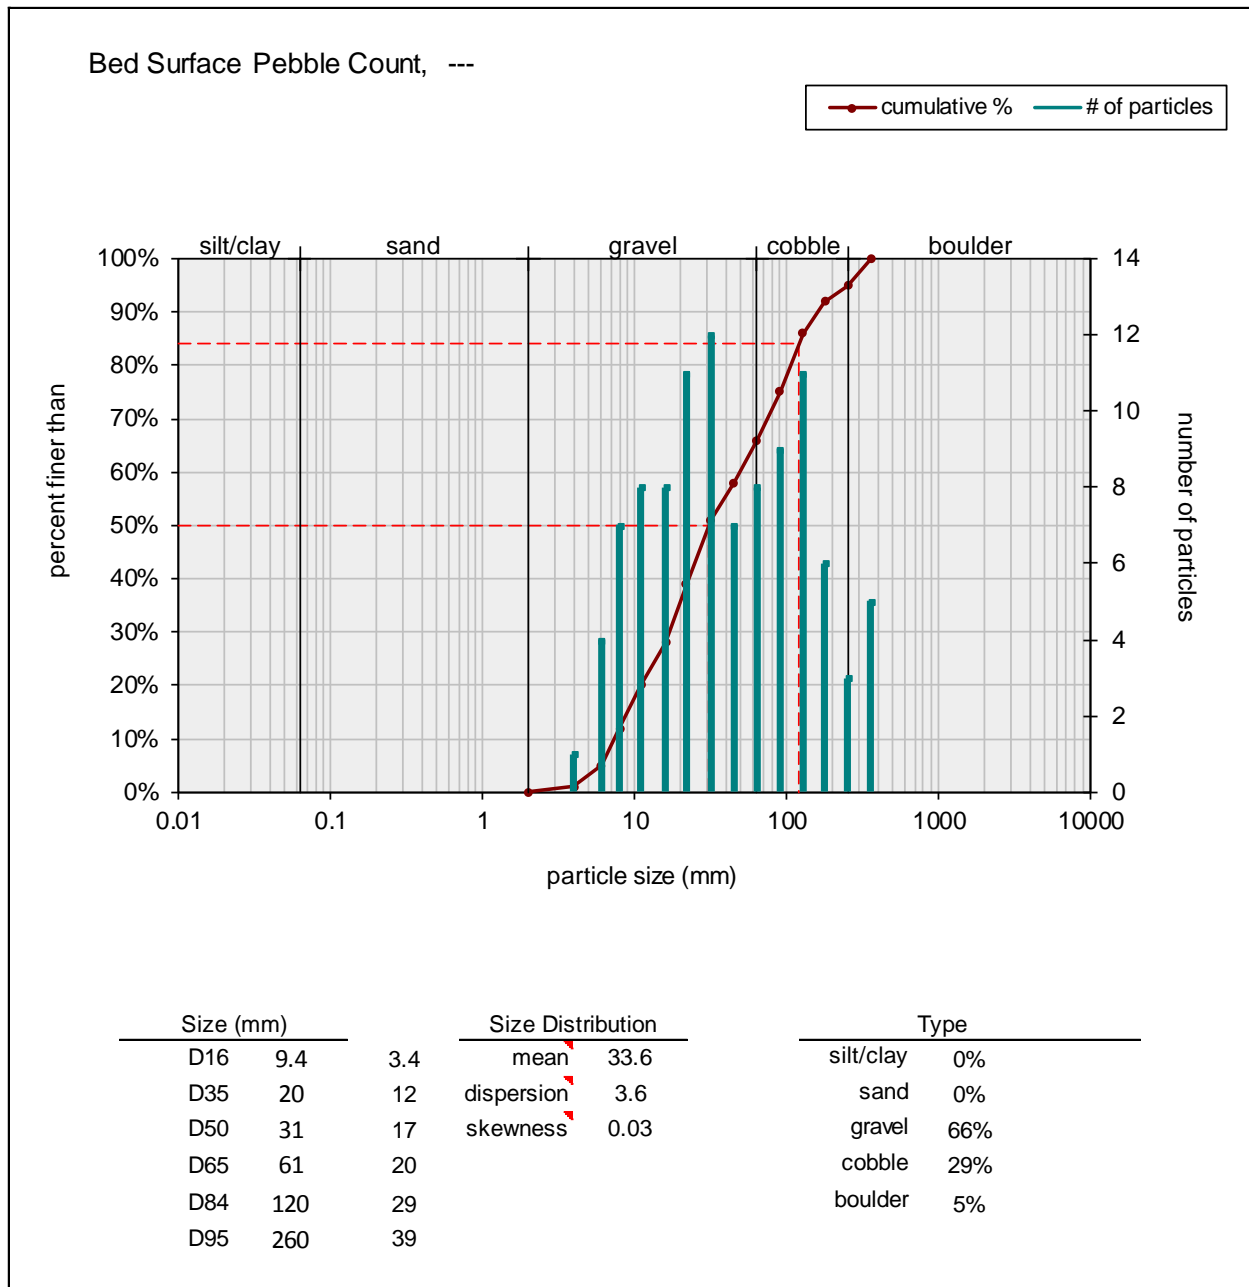 Bed Surface Pebble Count, ---
cumulative % # of particles
silt/clay sand gravel cobble boulder
100% 14
90%
12
80%
10
70%
60%
8
50%
6
40%
30%
4
20%
2
10%
0% 0
percent finer than
number of particles
0.01 0.1 1 10 100 1000 10000
particle size (mm)
Size (mm) Size Distribution Type
D16 9.4 3.4 mean 33.6 silt/clay 0%
D35 20 12 dispersion 3.6 sand 0%
D50 31 17 skewness 0.03 gravel 66%
D65 61 20 cobble 29%
D84 120 29 boulder 5%
D95 260 39